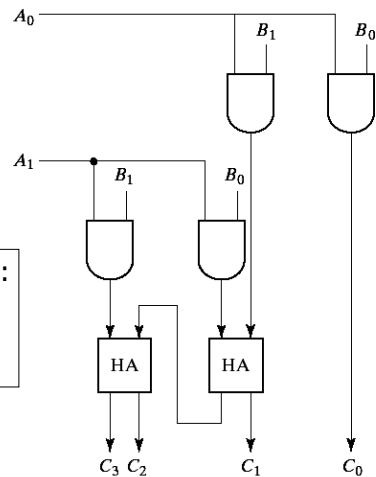 A₀
B₁ B₀
A₁
B₁ B₀
:
HA HA
C₃ C₂ C₁ C₀